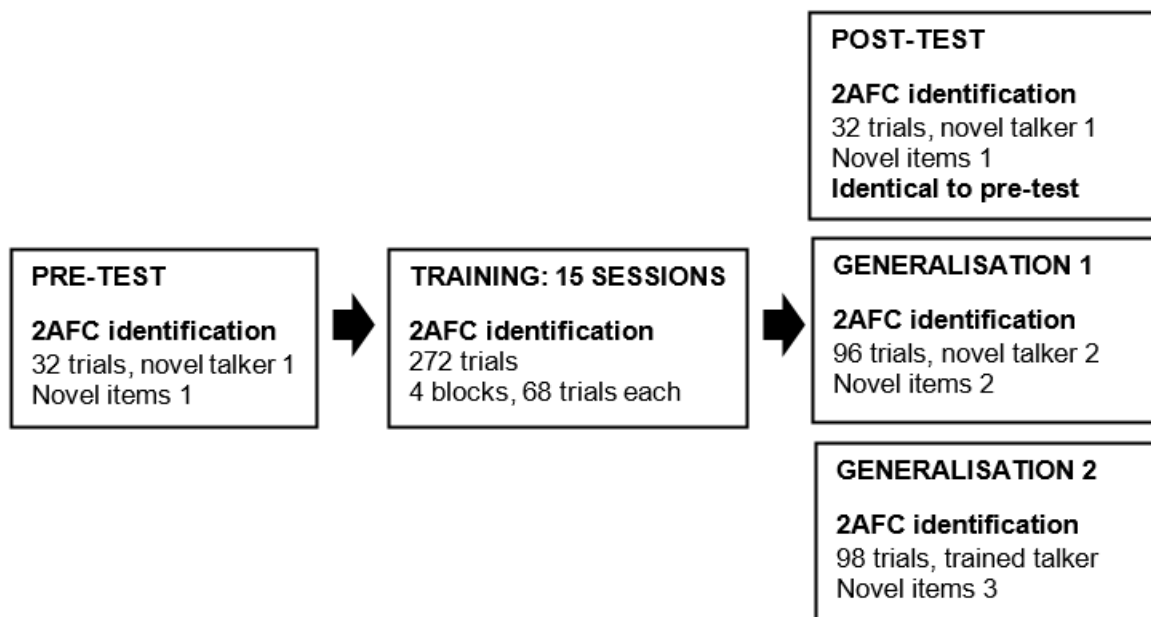 PRE-TEST
2AFC identification
32 trials, novel talker 1
Novel items 1
TRAINING: 15 SESSIONS
2AFC identification
272 trials
4 blocks, 68 trials each
POST-TEST
2AFC identification
32 trials, novel talker 1
Novel items 1
Identical to pre-test
GENERALISATION 1
2AFC identification
96 trials, novel talker 2
Novel items 2
GENERALISATION 2
2AFC identification
98 trials, trained talker
Novel items 3